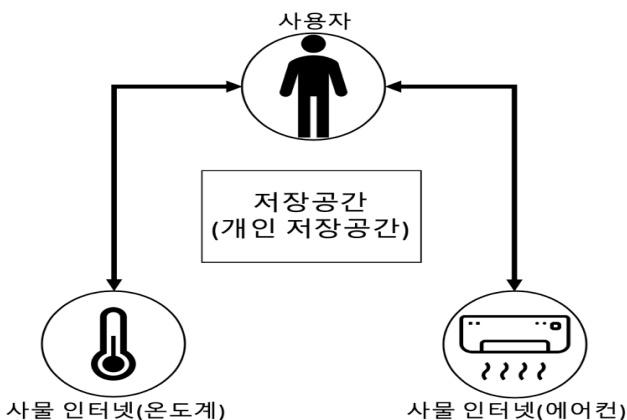 사용자
저장공간
(개인 저장공간)
사물 인터넷(온도계)
사물 인터넷(에어컨)